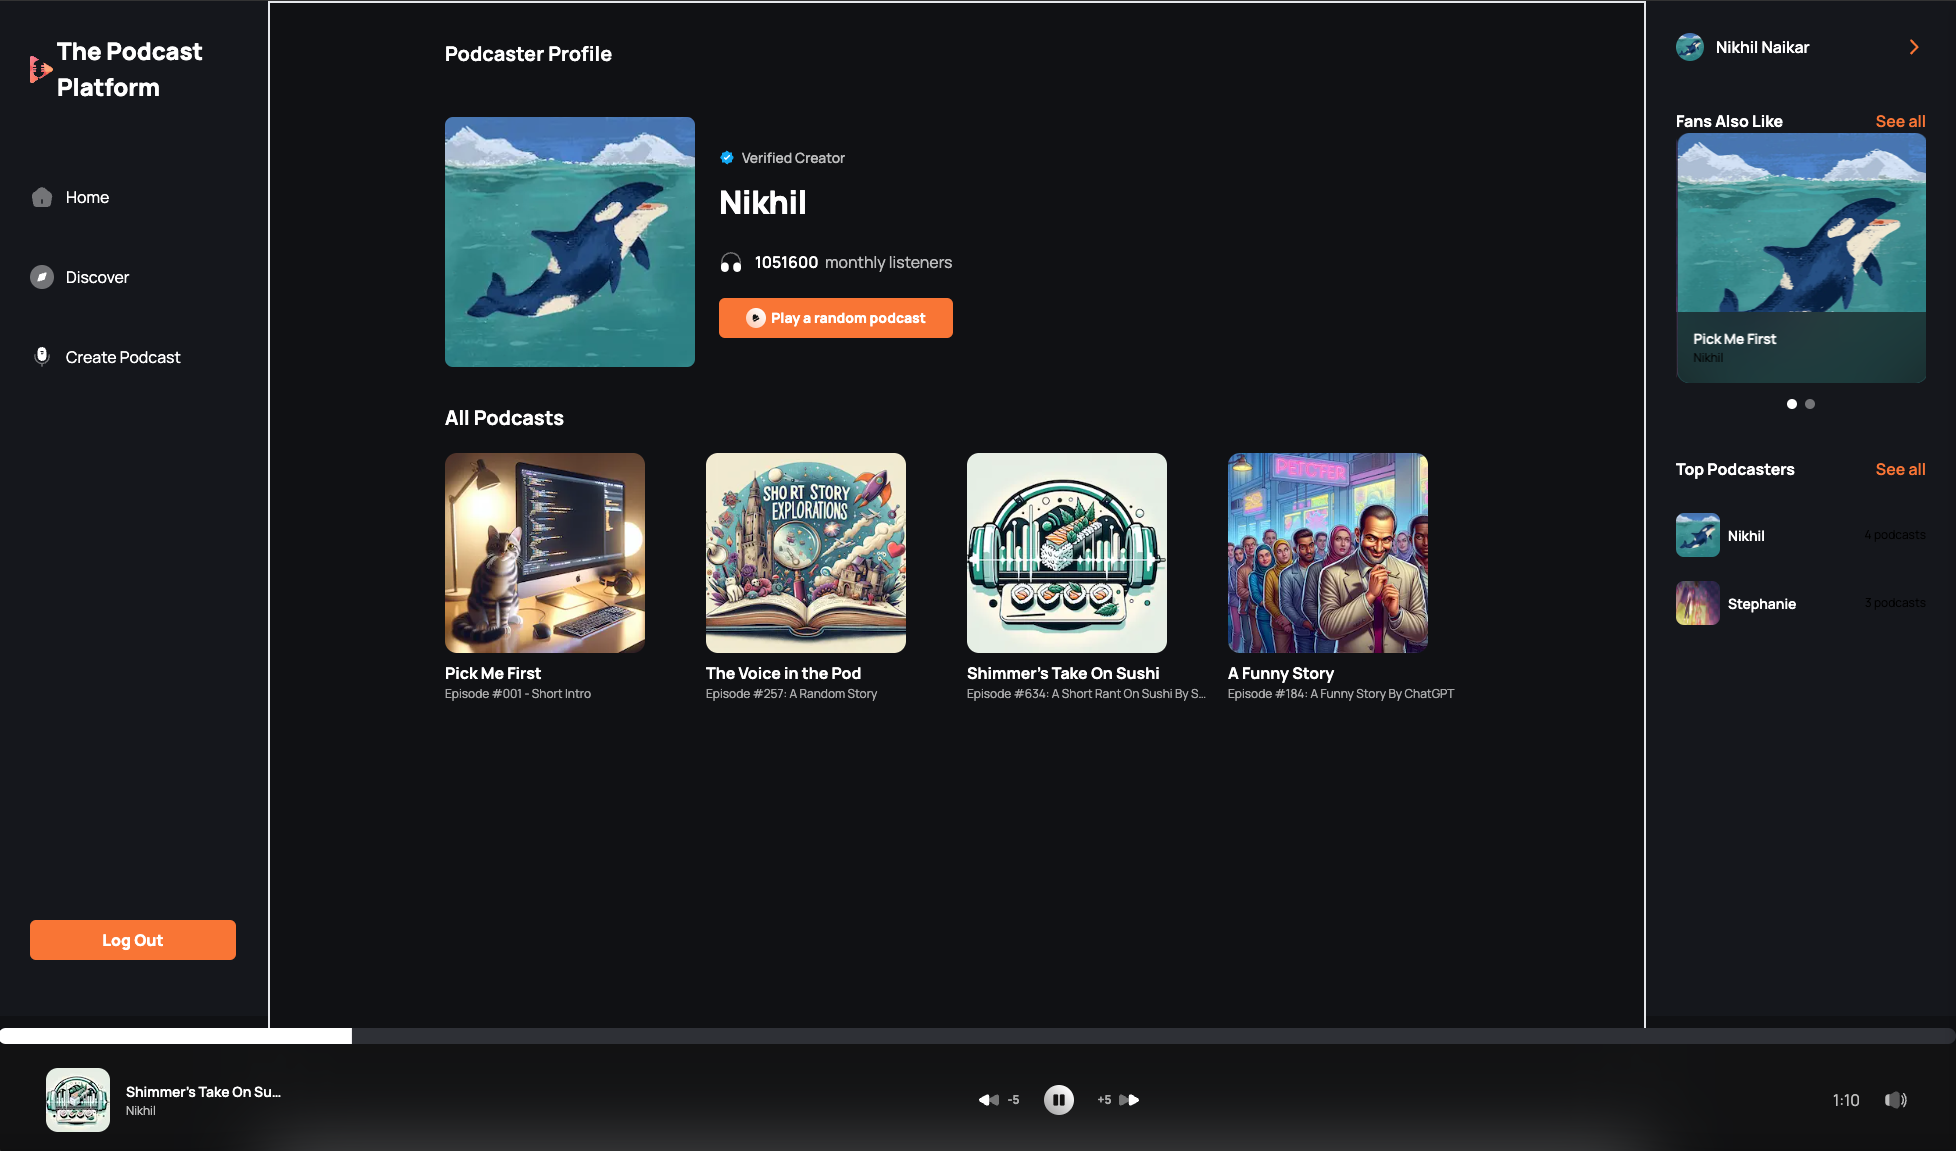 The Podcast
Platform
Home
Discover
Create Podcast
Log Out
Podcaster Profile
Verified Creator
Nikhil
1051600 monthly listeners
Play a random podcast
All Podcasts
SHORT STORY
EXPLORATIONS
Pick Me First
Episode #001 - Short Intro
The Voice in the Pod
Episode #257: A Random Story
Shimmer's Take On Sushi
Episode #634: A Short Rant On Sushi By S...
A Funny Story
Episode #184: A Funny Story By ChatGPT
Nikhil Naikar
Fans Also Like
See all
Pick Me First
Nikhil
Top Podcasters
See all
Nikhil
4 podcasts
Stephanie
3 podcasts
Shimmer's Take On Su...
Nikhil
-5
+5
1:10